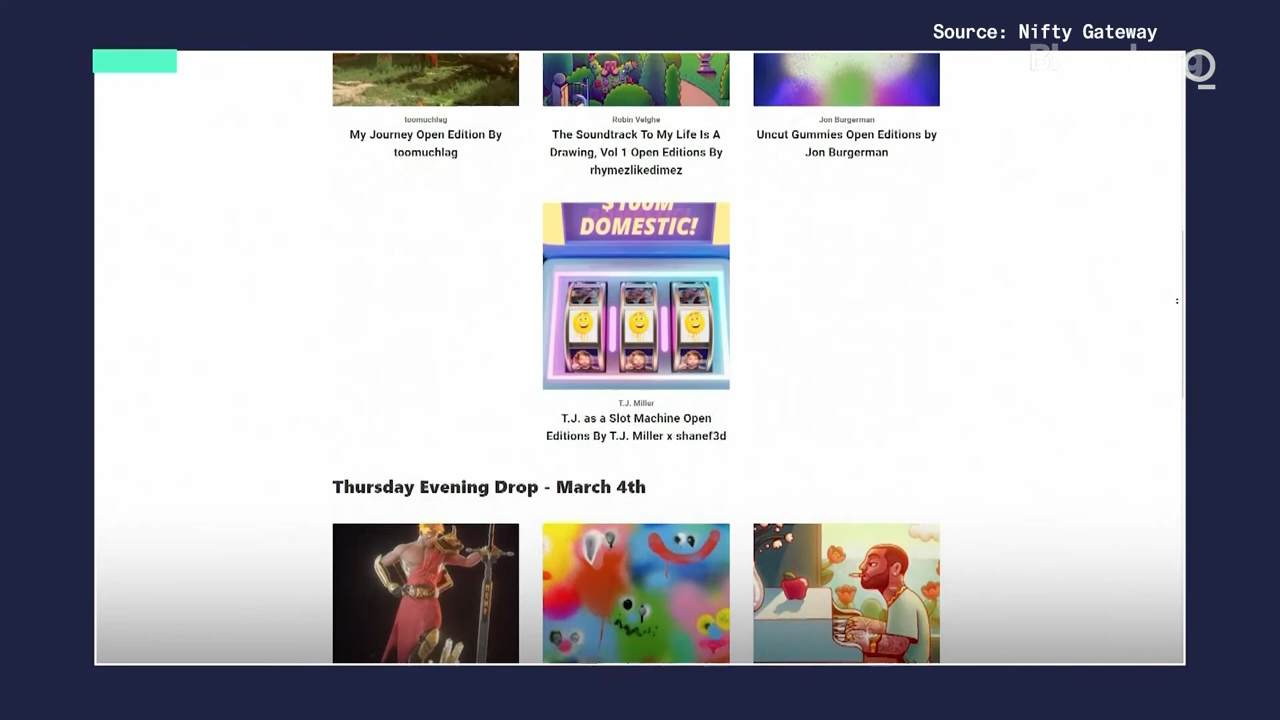 Source: Nifty Gateway
toomuchlag
My Journey Open Edition By
toomuchlag
Robin Velghe
The Soundtrack To My Life Is A
Drawing, Vol 1 Open Editions By
rhymezlikedimez
Jon Burgerman
Uncut Gummies Open Editions by
Jon Burgerman
$100M
DOMESTIC!
T.J. Miller
T.J. as a Slot Machine Open
Editions By T.J. Miller x shanef3d
Thursday Evening Drop - March 4th